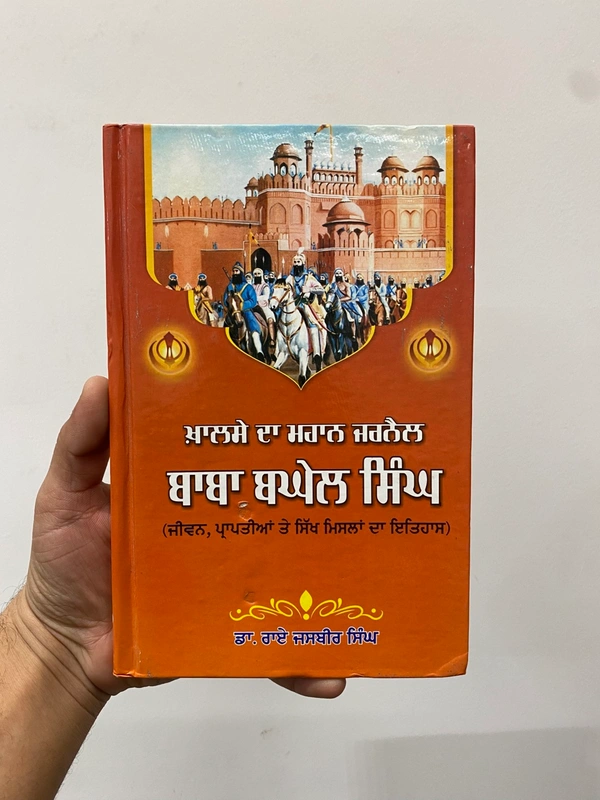 ਖ਼ਾਲਸੇ ਦਾ ਮਹਾਨ ਜਰਨੈਲ
ਬਾਬਾ ਬਘੇਲ ਸਿੰਘ
(ਜੀਵਨ, ਪ੍ਰਾਪਤੀਆਂ ਤੇ ਸਿੱਖ ਮਿਸਲਾਂ ਦਾ ਇਤਿਹਾਸ)
ਡਾ. ਰਾਏ ਜਸਬੀਰ ਸਿੰਘ